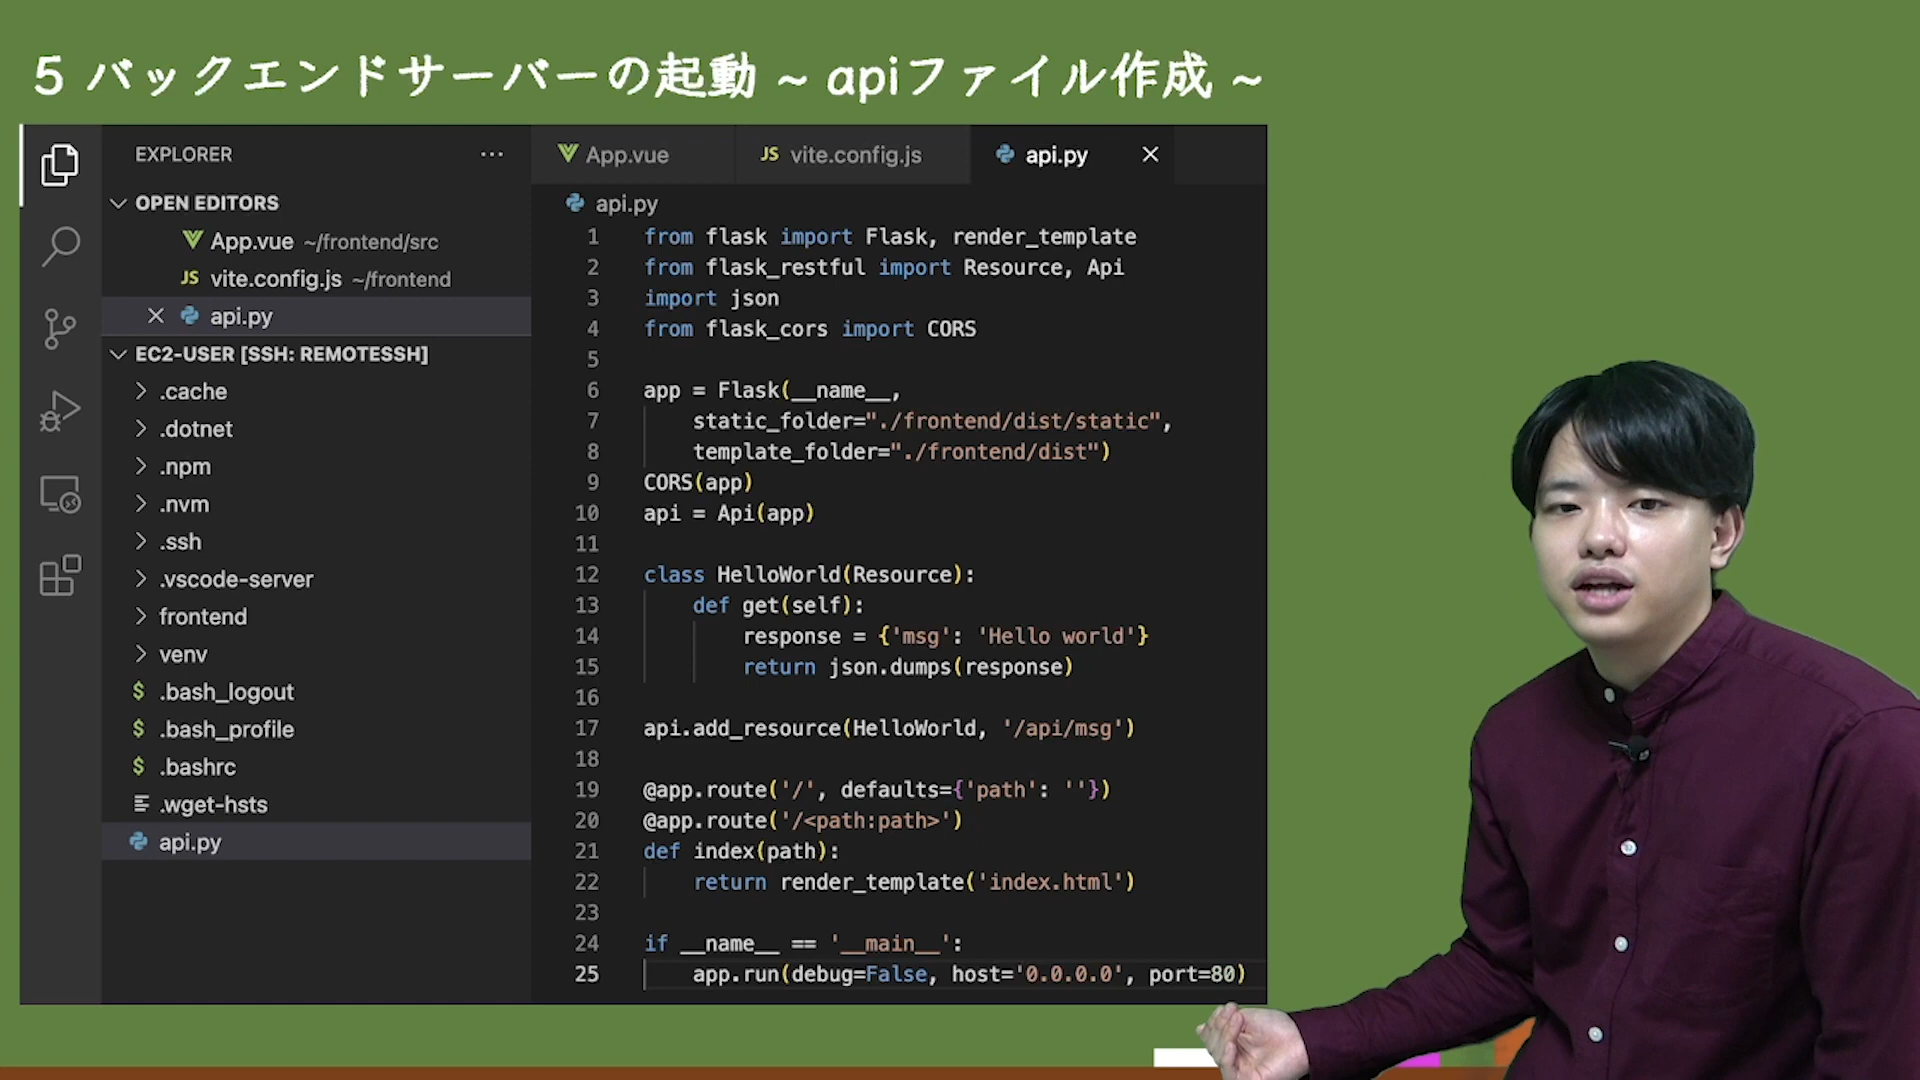 5 バックエンドサーバーの起動 ~ apiファイル作成 ~
EXPLORER ...
OPEN EDITORS
App.vue ~/frontend/src
JS vite.config.js ~/frontend
api.py
EC2-USER [SSH: REMOTESSH]
.cache
.dotnet
.npm
.nvm
.ssh
.vscode-server
frontend
venv
$ .bash_logout
$ .bash_profile
$ .bashrc
.wget-hsts
api.py
App.vue JS vite.config.js api.py
api.py
1 from flask import Flask, render_template
2 from flask_restful import Resource, Api
3 import json
4 from flask_cors import CORS
5
6 app = Flask(__name__,
7 static_folder="./frontend/dist/static",
8 template_folder="./frontend/dist")
9 CORS(app)
10 api = Api(app)
11
12 class HelloWorld(Resource):
13 def get(self):
14 response = {'msg': 'Hello world'}
15 return json.dumps(response)
16
17 api.add_resource(HelloWorld, '/api/msg')
18
19 @app.route('/', defaults={'path': ''})
20 @app.route('/<path:path>')
21 def index(path):
22 return render_template('index.html')
23
24 if __name__ == '__main__':
25 app.run(debug=False, host='0.0.0.0', port=80)